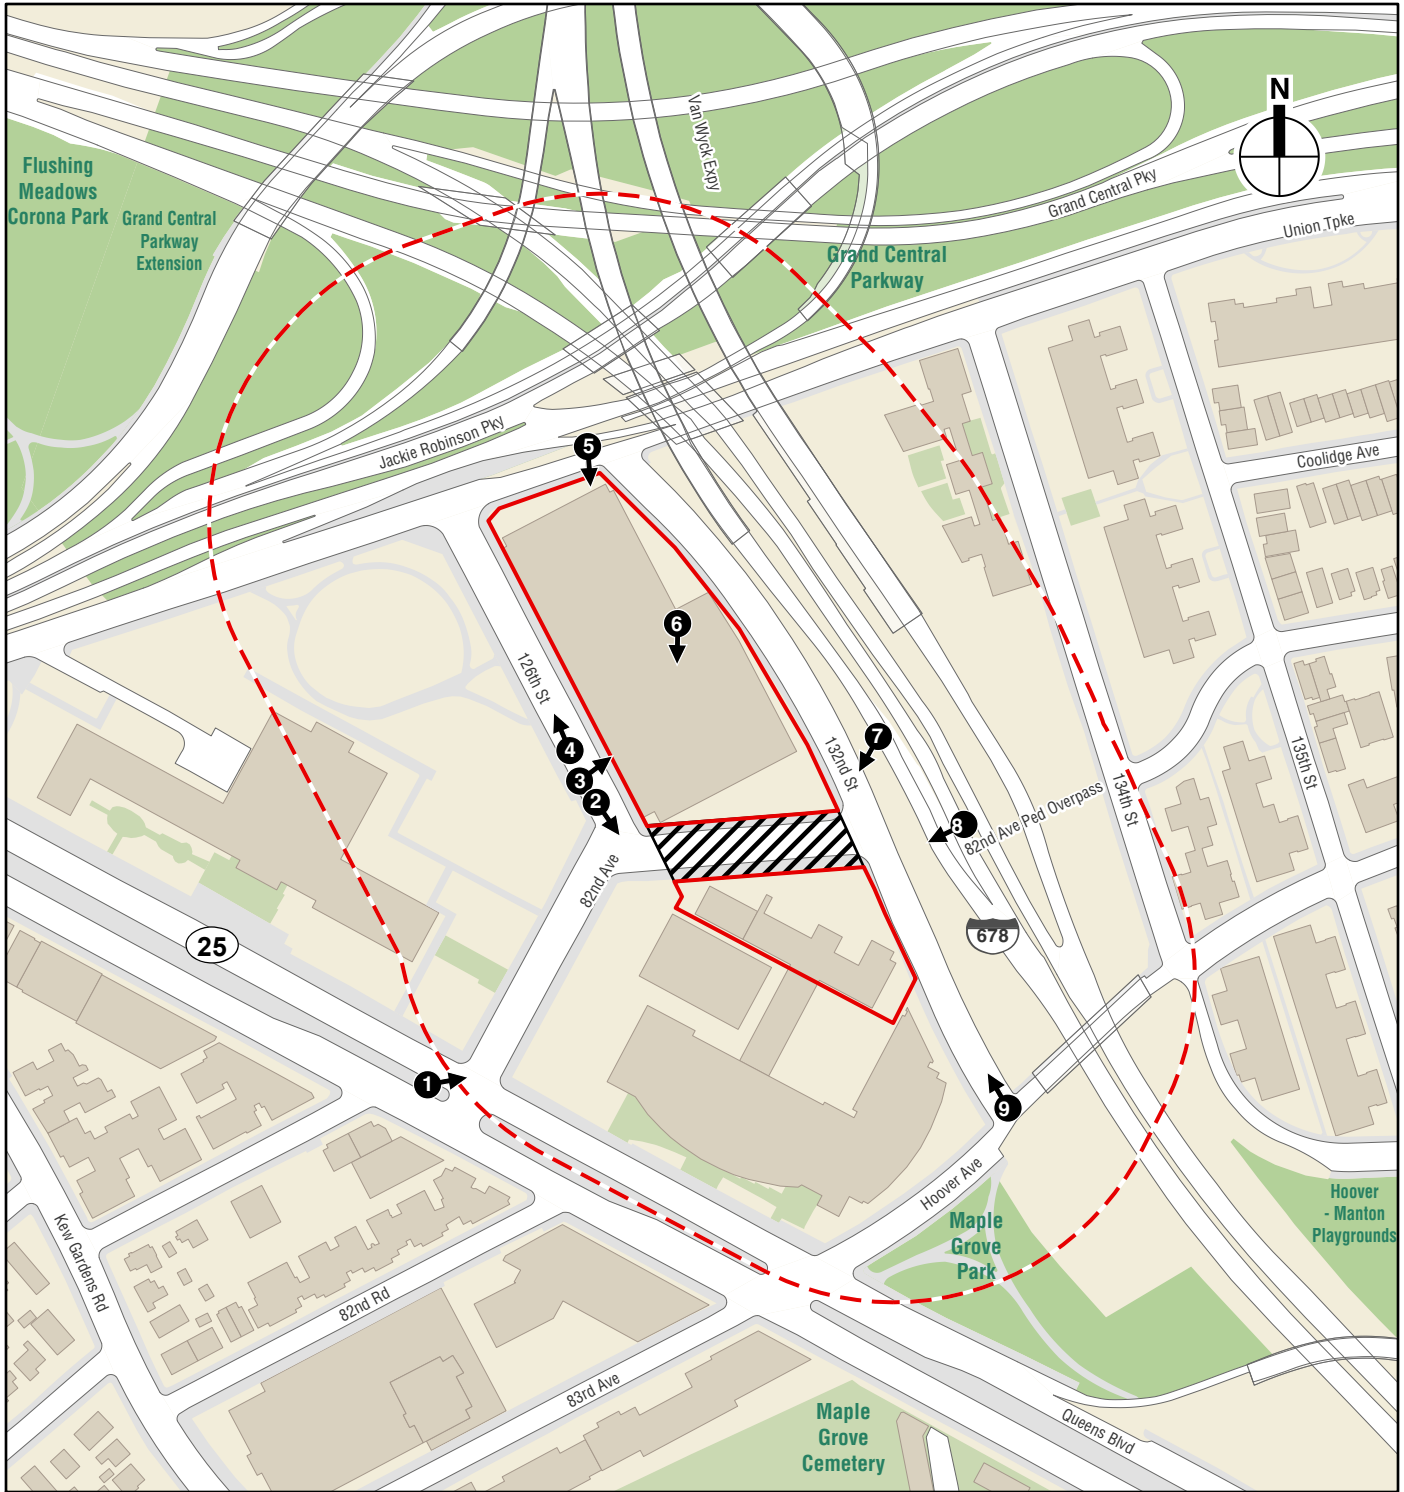 N
Van Wyck Expy
Flushing
Meadows
Corona Park
Grand Central
Parkway
Extension
Grand Central Pky
Union Tpke
Grand Central
Parkway
Jackie Robinson Pky
5
Coolidge Ave
6
126th St
4
3
2
132nd St
7
134th St
135th St
8
82nd Ave Ped Overpass
82nd Ave
25
678
1
9
Hoover Ave
Maple
Grove
Park
Hoover
- Manton
Playgrounds
Kew Gardens Rd
82nd Rd
83rd Ave
Maple
Grove
Cemetery
Queens Blvd